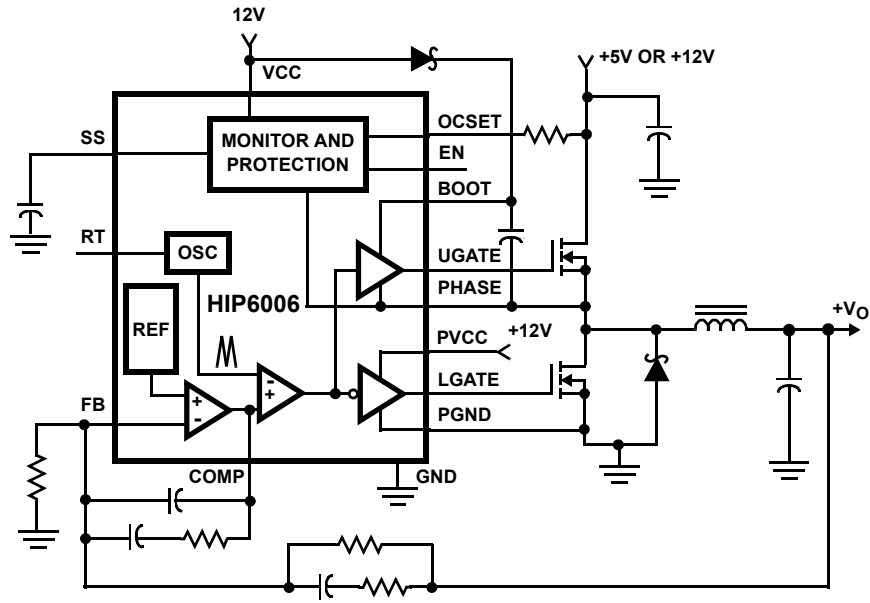 12V
VCC
+5V OR +12V
SS
MONITOR AND
PROTECTION
OCSET
EN
BOOT
RT
OSC
UGATE
HIP6006
PHASE
REF
+VO
PVCC
+12V
-
+
LGATE
FB
+
-
PGND
COMP
GND